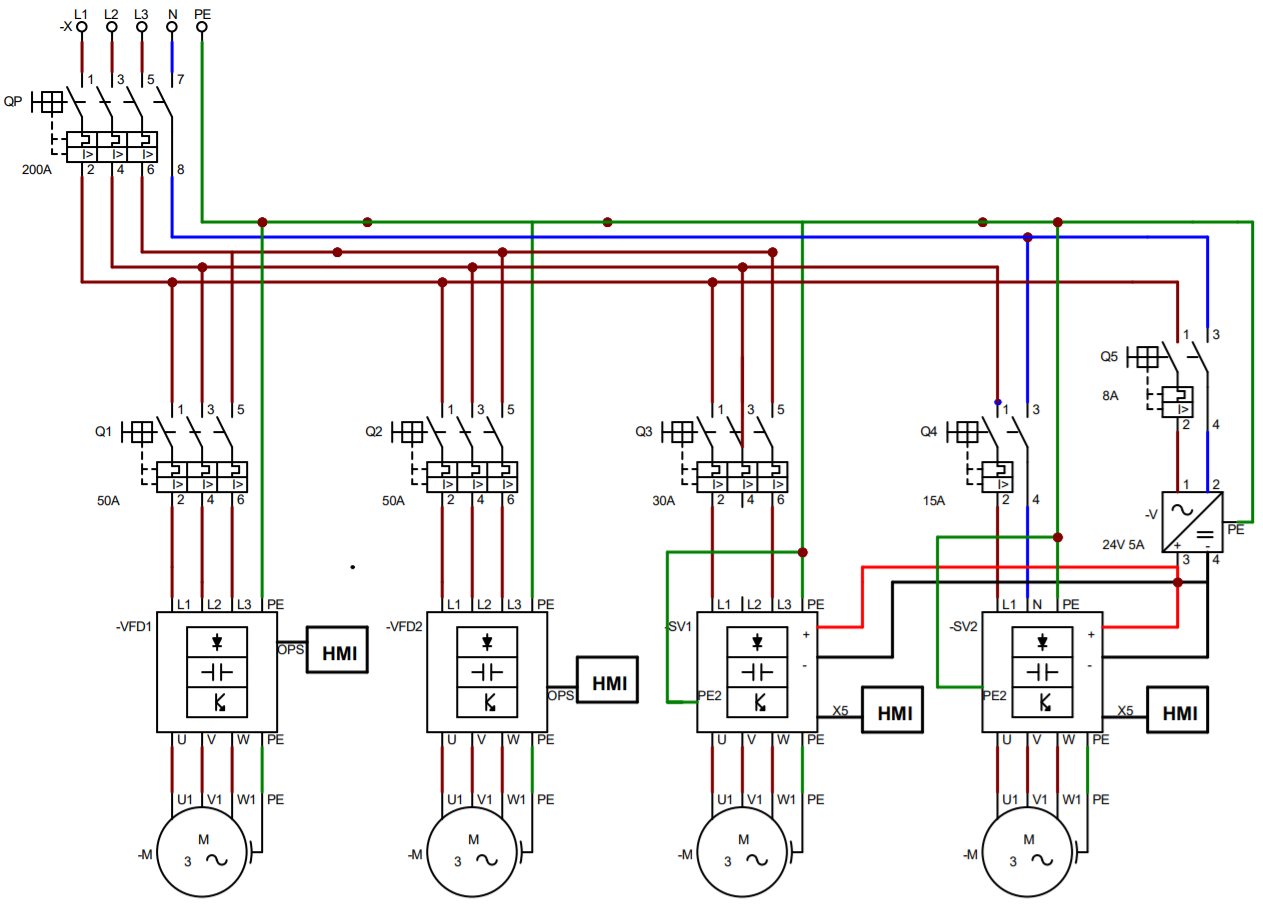 L1 L2 L3 N PE
-X
1 3 5 7
QP
I> I> I>
200A 2 4 6 8
1 3
Q5
8A
I>
2 4
1 3 5 1 3 5 1 3 5 1 3
Q1 Q2 Q3 Q4
I> I> I> I> I> I> I> I> I> I>
50A 2 4 6 50A 2 4 6 30A 2 4 6 15A 2 4
1 2
-V
PE
24V 5A + -
3 4
L1 L2 L3 PE L1 L2 L3 PE L1 L2 L3 PE L1 N PE
-VFD1 -VFD2 -SV1 -SV2
+ +
OPS HMI
- -
OPS HMI
PE2 PE2
X5 HMI X5 HMI
U V W PE U V W PE U V W PE U V W PE
U1 V1 W1 PE U1 V1 W1 PE U1 V1 W1 PE U1 V1 W1 PE
M M M M
-M 3 -M 3 -M 3 -M 3